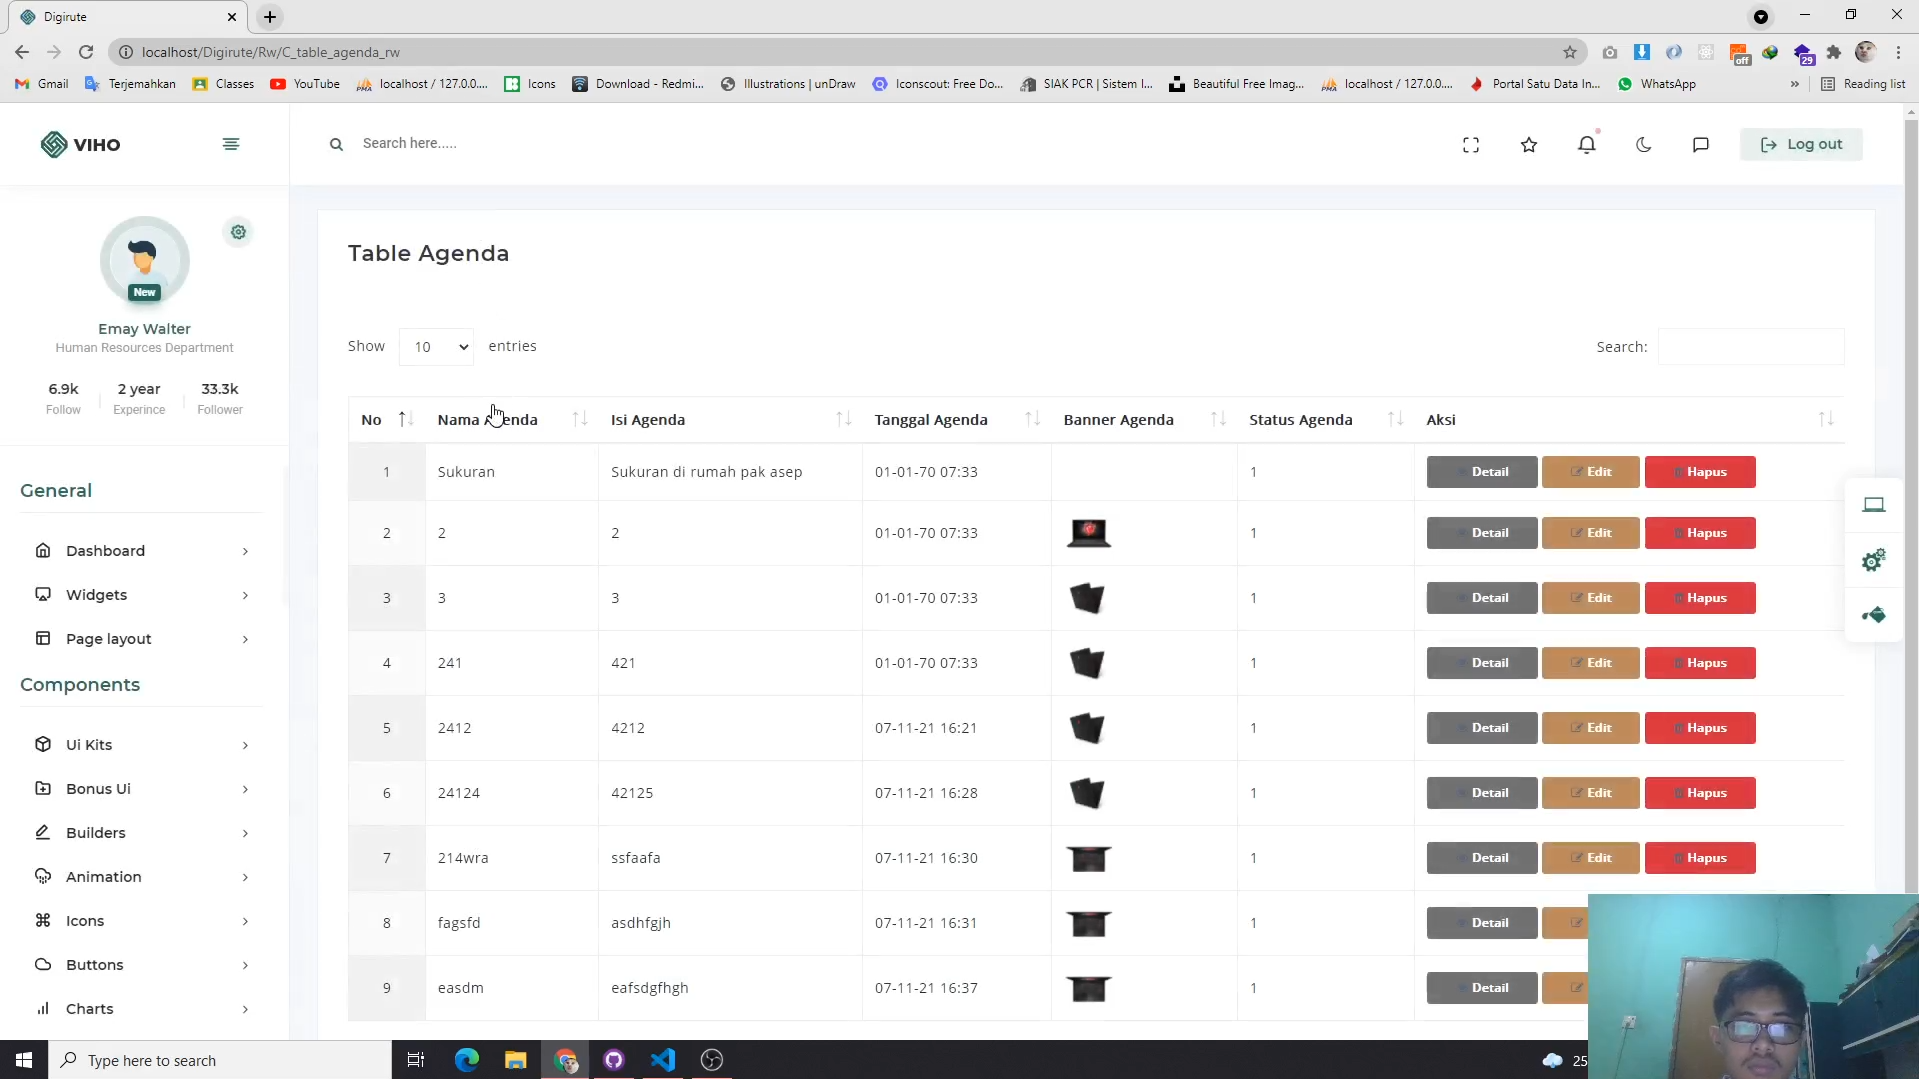 Digirute
localhost/Digirute/Rw/C_table_agenda_rw
off
29
Gmail
Terjemahkan
Classes
YouTube
localhost / 127.0.0....
Icons
Download - Redmi...
Illustrations | unDraw
Iconscout: Free Do...
SIAK PCR | Sistem I...
Beautiful Free Imag...
localhost / 127.0.0....
Portal Satu Data In...
WhatsApp
»
Reading list
VIHO
Search here.....
Log out
New
Emay Walter
Human Resources Department
6.9k 2 year 33.3k
Follow Experince Follower
General
Dashboard
Widgets
Page layout
Components
Ui Kits
Bonus Ui
Builders
Animation
Icons
Buttons
Charts
Table Agenda
Show 10 entries
Search:
No Nama Agenda Isi Agenda Tanggal Agenda Banner Agenda Status Agenda Aksi
1 Sukuran Sukuran di rumah pak asep 01-01-70 07:33 1 Detail Edit Hapus
2 2 2 01-01-70 07:33 1 Detail Edit Hapus
3 3 3 01-01-70 07:33 1 Detail Edit Hapus
4 241 421 01-01-70 07:33 1 Detail Edit Hapus
5 2412 4212 07-11-21 16:21 1 Detail Edit Hapus
6 24124 42125 07-11-21 16:28 1 Detail Edit Hapus
7 214wra ssfaafa 07-11-21 16:30 1 Detail Edit Hapus
8 fagsfd asdhfgjh 07-11-21 16:31 1 Detail
9 easdm eafsdgfhgh 07-11-21 16:37 1 Detail
Type here to search
25